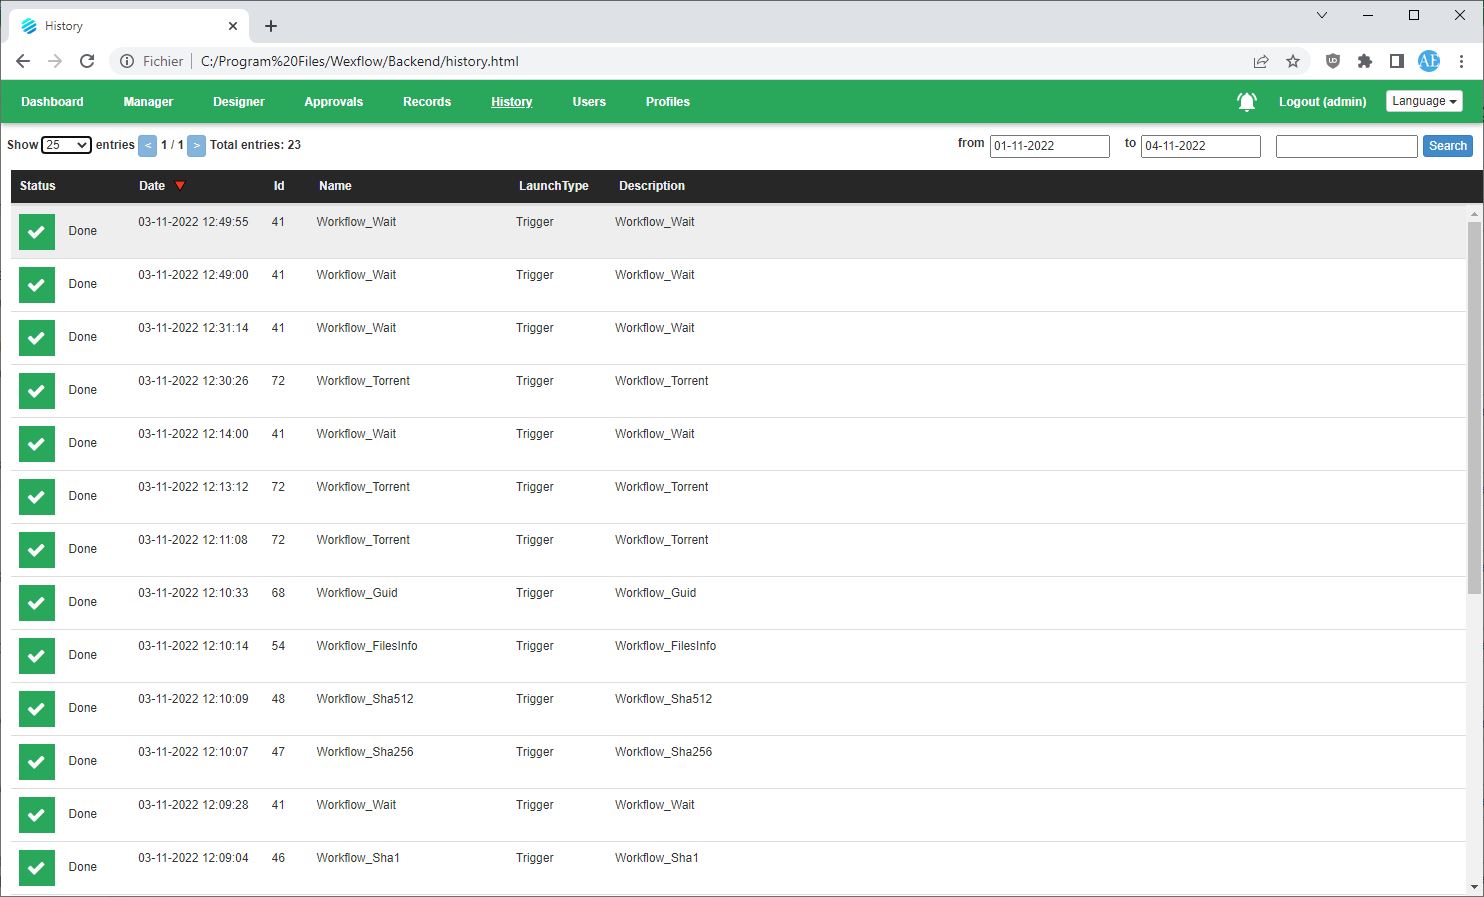 History
Fichier C:/Program%20Files/Wexflow/Backend/history.html AE
Dashboard Manager Designer Approvals Records History Users Profiles Logout (admin) Language
Show 25 entries < 1 / 1 > Total entries: 23 from 01-11-2022 to 04-11-2022 Search
Status Date Id Name LaunchType Description
Done 03-11-2022 12:49:55 41 Workflow_Wait Trigger Workflow_Wait
Done 03-11-2022 12:49:00 41 Workflow_Wait Trigger Workflow_Wait
Done 03-11-2022 12:31:14 41 Workflow_Wait Trigger Workflow_Wait
Done 03-11-2022 12:30:26 72 Workflow_Torrent Trigger Workflow_Torrent
Done 03-11-2022 12:14:00 41 Workflow_Wait Trigger Workflow_Wait
Done 03-11-2022 12:13:12 72 Workflow_Torrent Trigger Workflow_Torrent
Done 03-11-2022 12:11:08 72 Workflow_Torrent Trigger Workflow_Torrent
Done 03-11-2022 12:10:33 68 Workflow_Guid Trigger Workflow_Guid
Done 03-11-2022 12:10:14 54 Workflow_FilesInfo Trigger Workflow_FilesInfo
Done 03-11-2022 12:10:09 48 Workflow_Sha512 Trigger Workflow_Sha512
Done 03-11-2022 12:10:07 47 Workflow_Sha256 Trigger Workflow_Sha256
Done 03-11-2022 12:09:28 41 Workflow_Wait Trigger Workflow_Wait
Done 03-11-2022 12:09:04 46 Workflow_Sha1 Trigger Workflow_Sha1